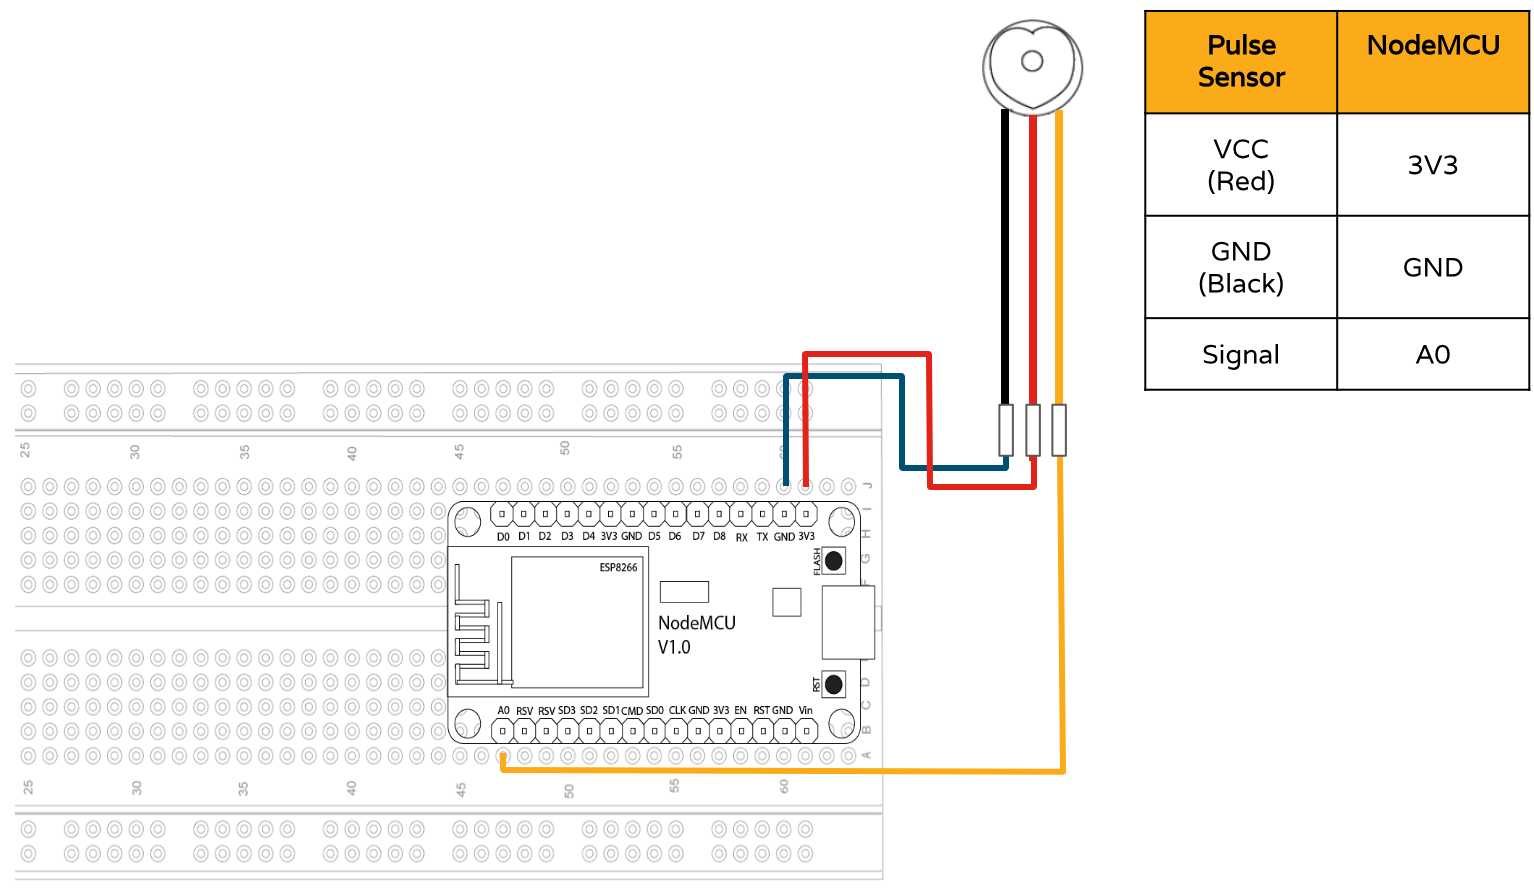 Pulse
Sensor
NodeMCU
VCC
(Red)
3V3
GND
(Black)
GND
Signal
A0
25 30 35 40 45 50 55
J
I
H
G
D0 D1 D2 D3 D4 3V3 GND D5 D6 D7 D8 RX TX GND 3V3
FLASH
ESP8266
NodeMCU
V1.0
RST
D
C
B
A
A0 RSV RSV SD3 SD2 SD1 CMD SD0 CLK GND 3V3 EN RST GND Vin
25 30 35 40 45 50 55 60